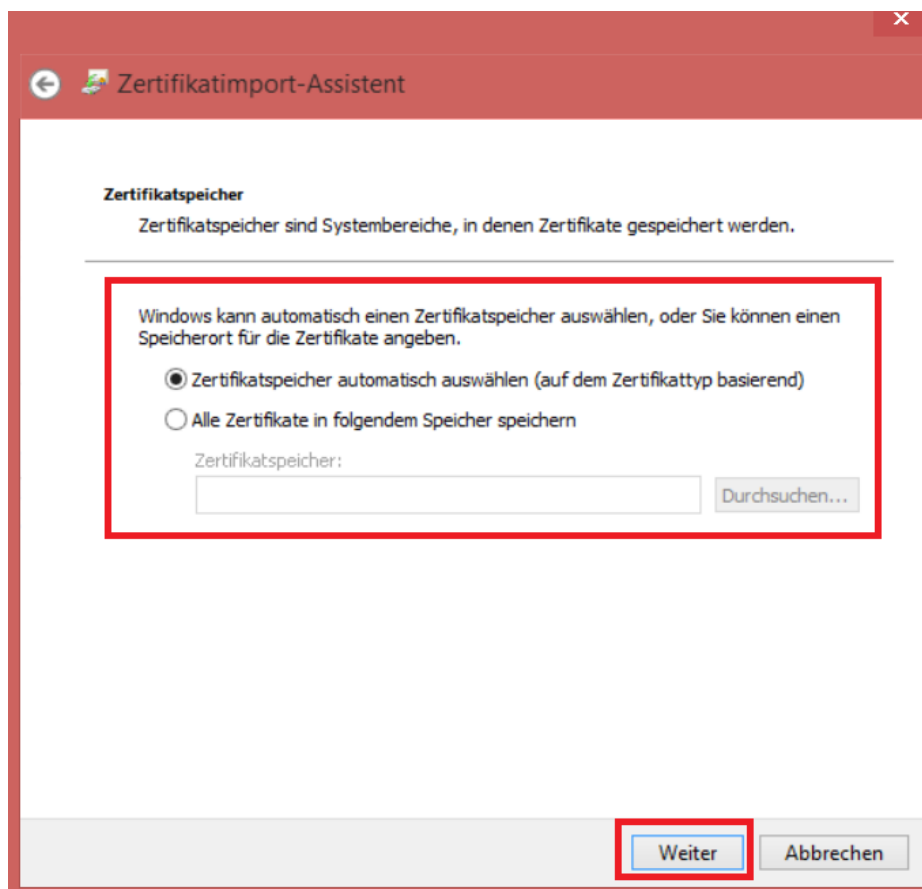 Zertifikatimport-Assistent
Zertifikatspeicher
Zertifikatspeicher sind Systembereiche, in denen Zertifikate gespeichert werden.
Windows kann automatisch einen Zertifikatspeicher auswählen, oder Sie können einen
Speicherort für die Zertifikate angeben.
Zertifikatspeicher automatisch auswählen (auf dem Zertifikattyp basierend)
Alle Zertifikate in folgendem Speicher speichern
Zertifikatspeicher:
Durchsuchen...
Weiter
Abbrechen